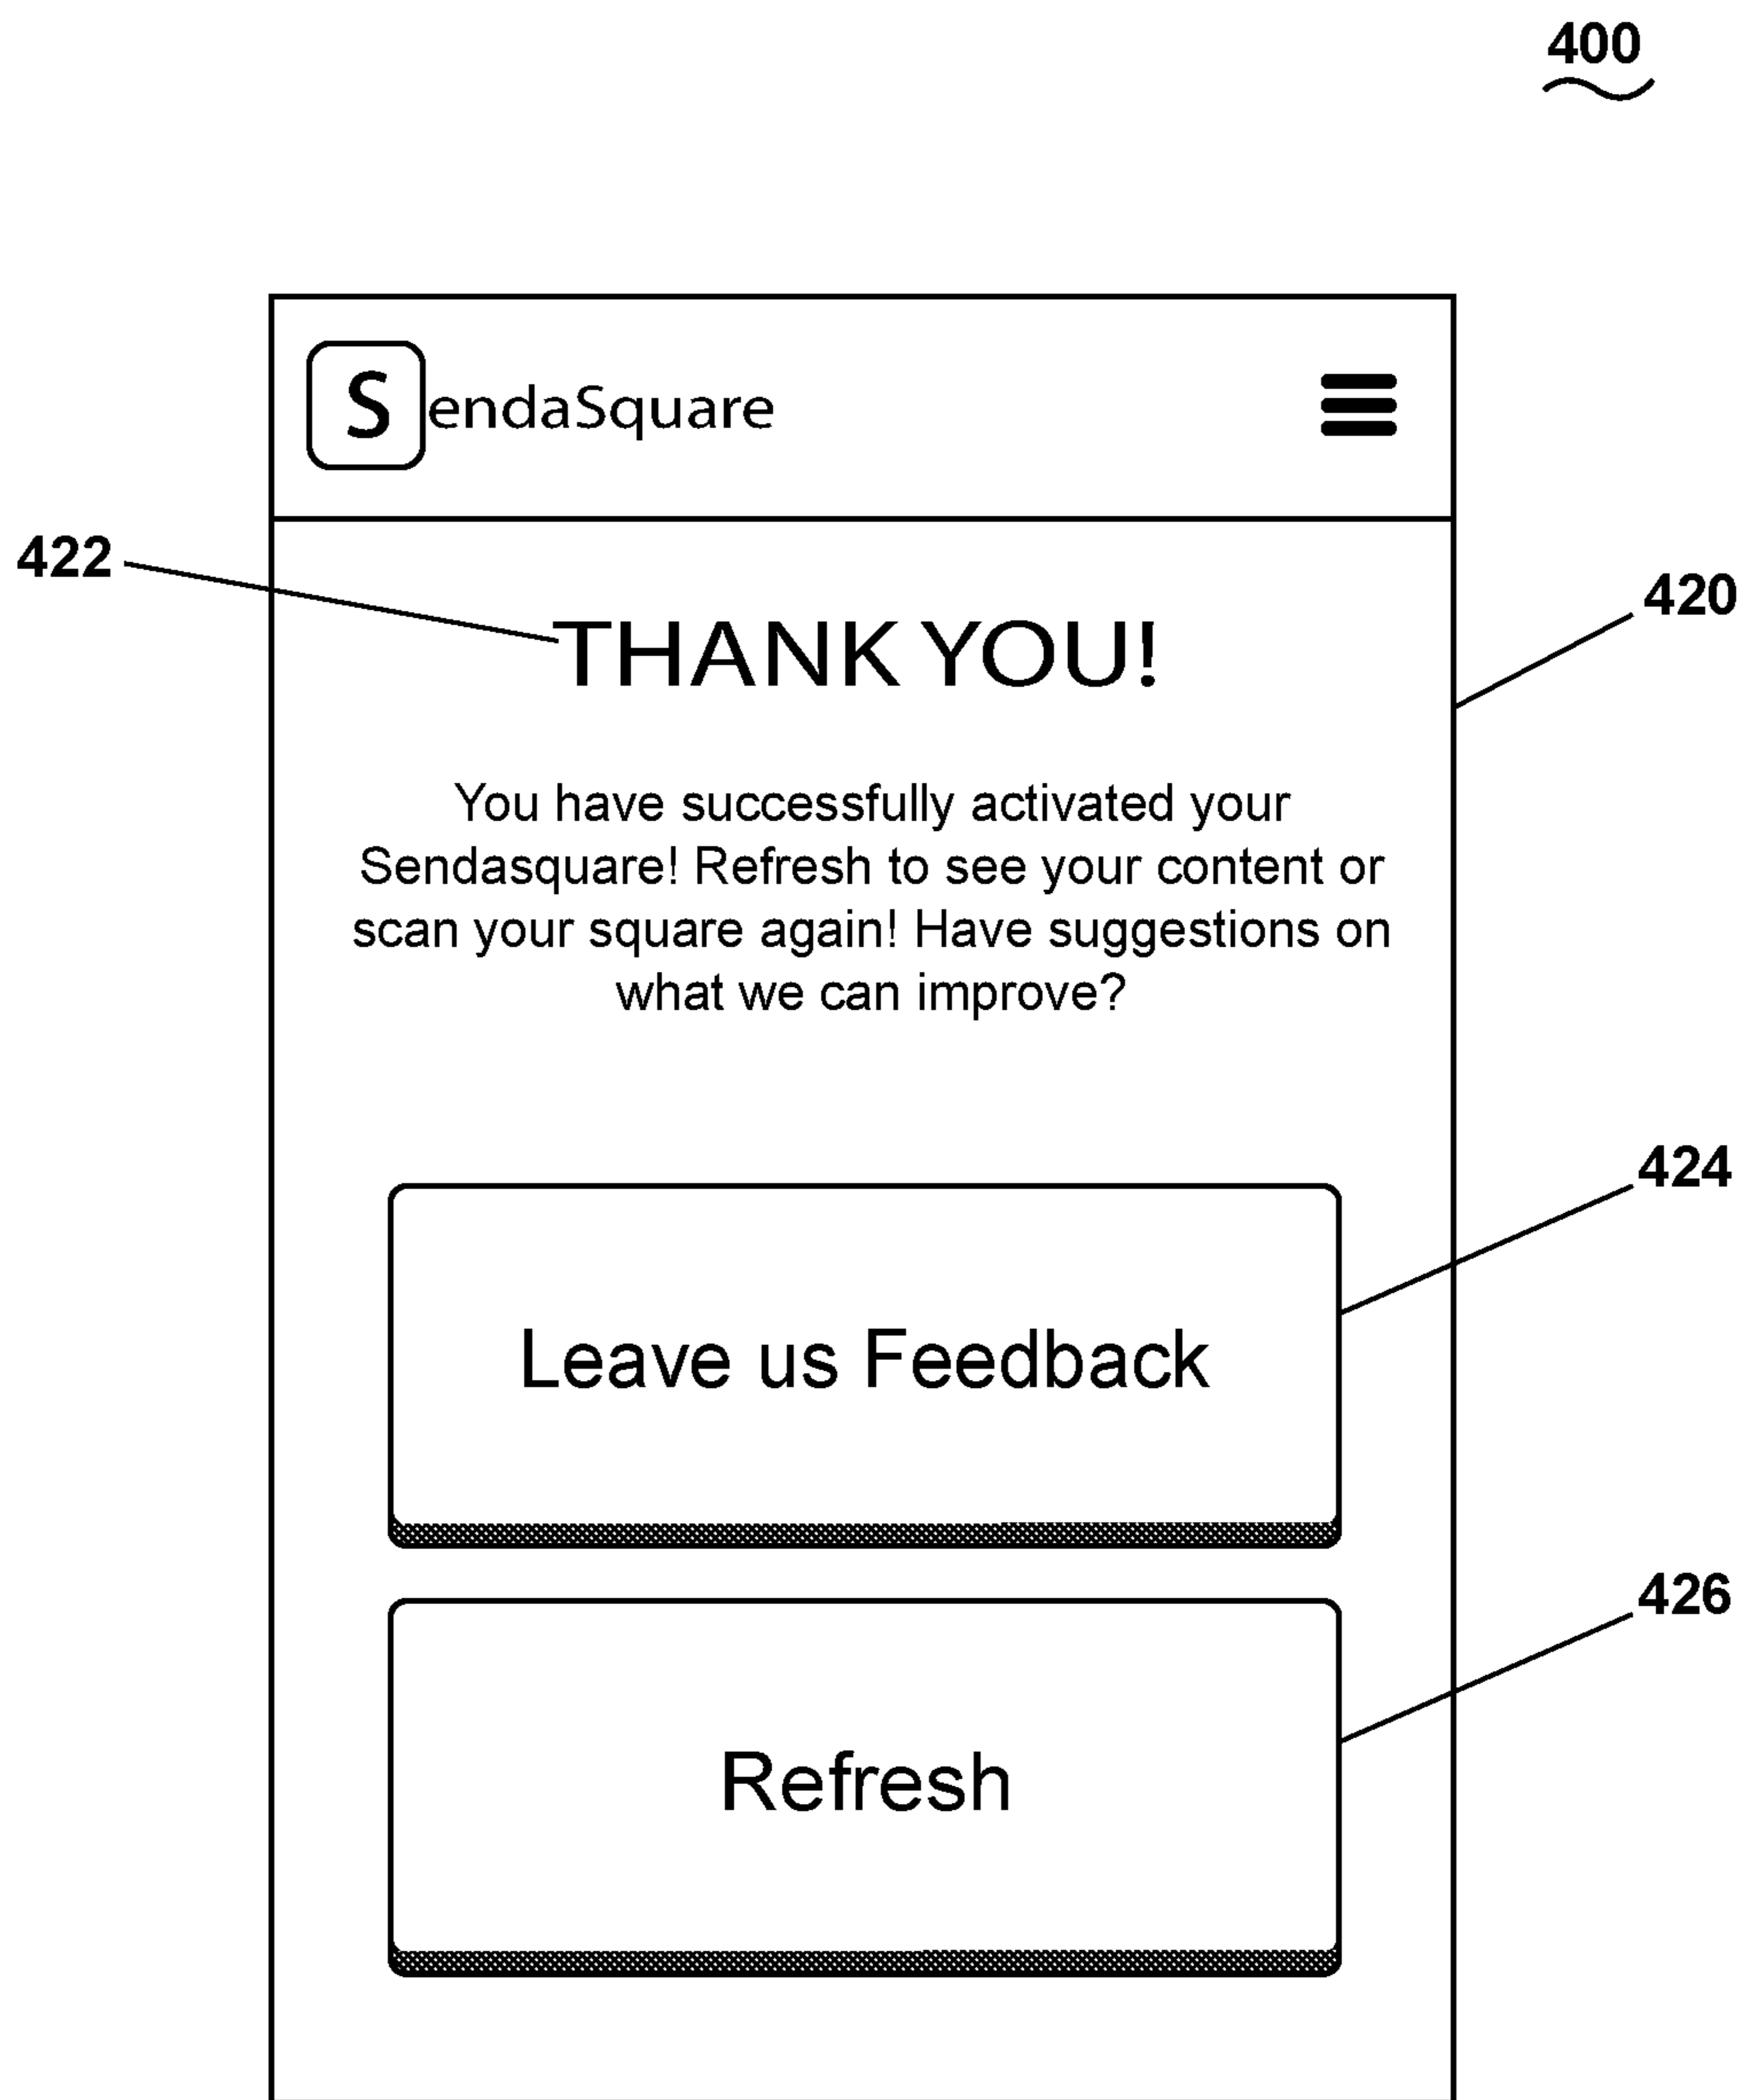 400
SendaSquare
422
420
THANK YOU!
You have successfully activated your
Sendasquare! Refresh to see your content or
scan your square again! Have suggestions on
what we can improve?
424
Leave us Feedback
426
Refresh